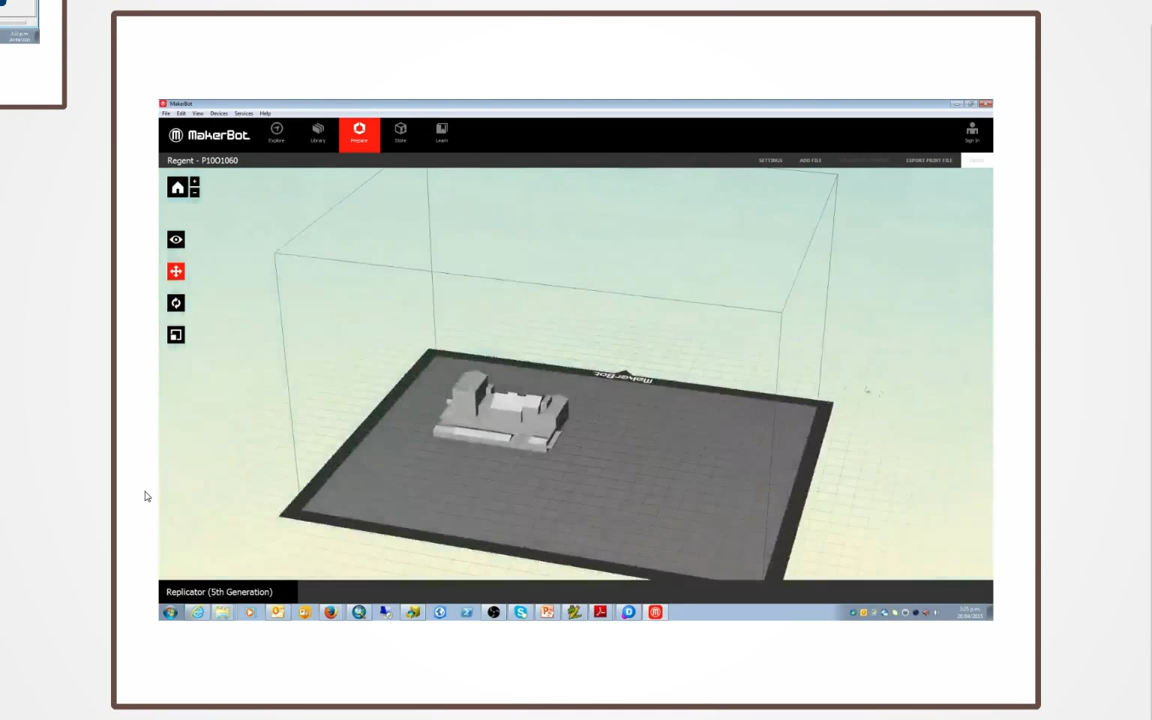 MakerBot
File Edit View Devices Services Help
MakerBot
Explore Library Prepare Store Learn Sign In
Regent - P10O1060
SETTINGS ADD FILE EXPORT PRINT FILE
MakerBot
Replicator (5th Generation)